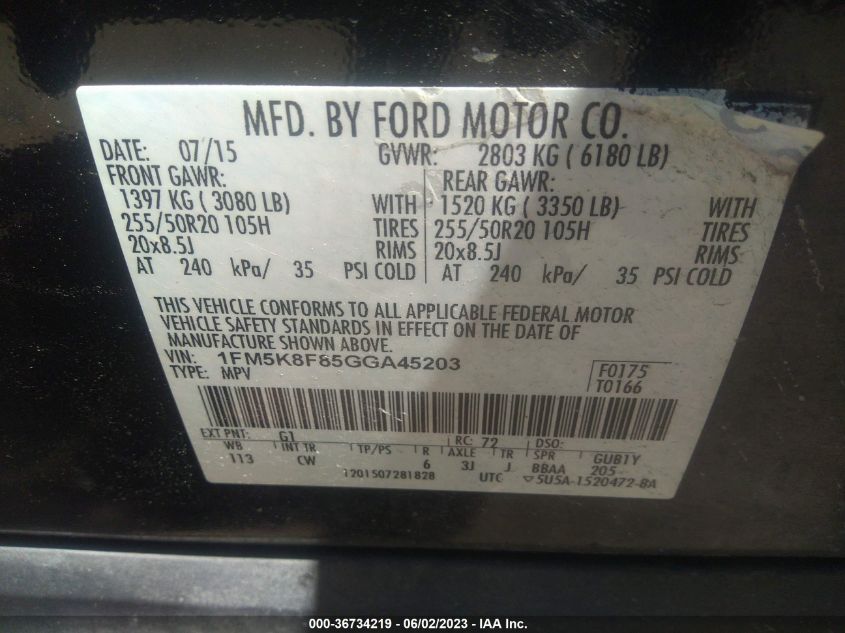 MFD. BY FORD MOTOR CO.
DATE: 07/15 GVWR: 2803 KG ( 6180 LB)
FRONT GAWR: REAR GAWR:
1397 KG ( 3080 LB) WITH 1520 KG ( 3350 LB) WITH
255/50R20 105H TIRES 255/50R20 105H TIRES
20x8.5J RIMS 20x8.5J RIMS
AT 240 kPa/ 35 PSI COLD AT 240 kPa/ 35 PSI COLD
THIS VEHICLE CONFORMS TO ALL APPLICABLE FEDERAL MOTOR
VEHICLE SAFETY STANDARDS IN EFFECT ON THE DATE OF
MANUFACTURE SHOWN ABOVE.
VIN: 1FM5K8F85GGA45203 F0175
TYPE: MPV T0166
EXT PNT: G1 RC: 72 DSO:
WB INT TR TP/PS R AXLE TR SPR GUB1Y
113 CW 6 3J J BBAA 205
1201507281828 UTC ▽5U5A-1520472-BA
000-36734219 - 06/02/2023 - IAA Inc.